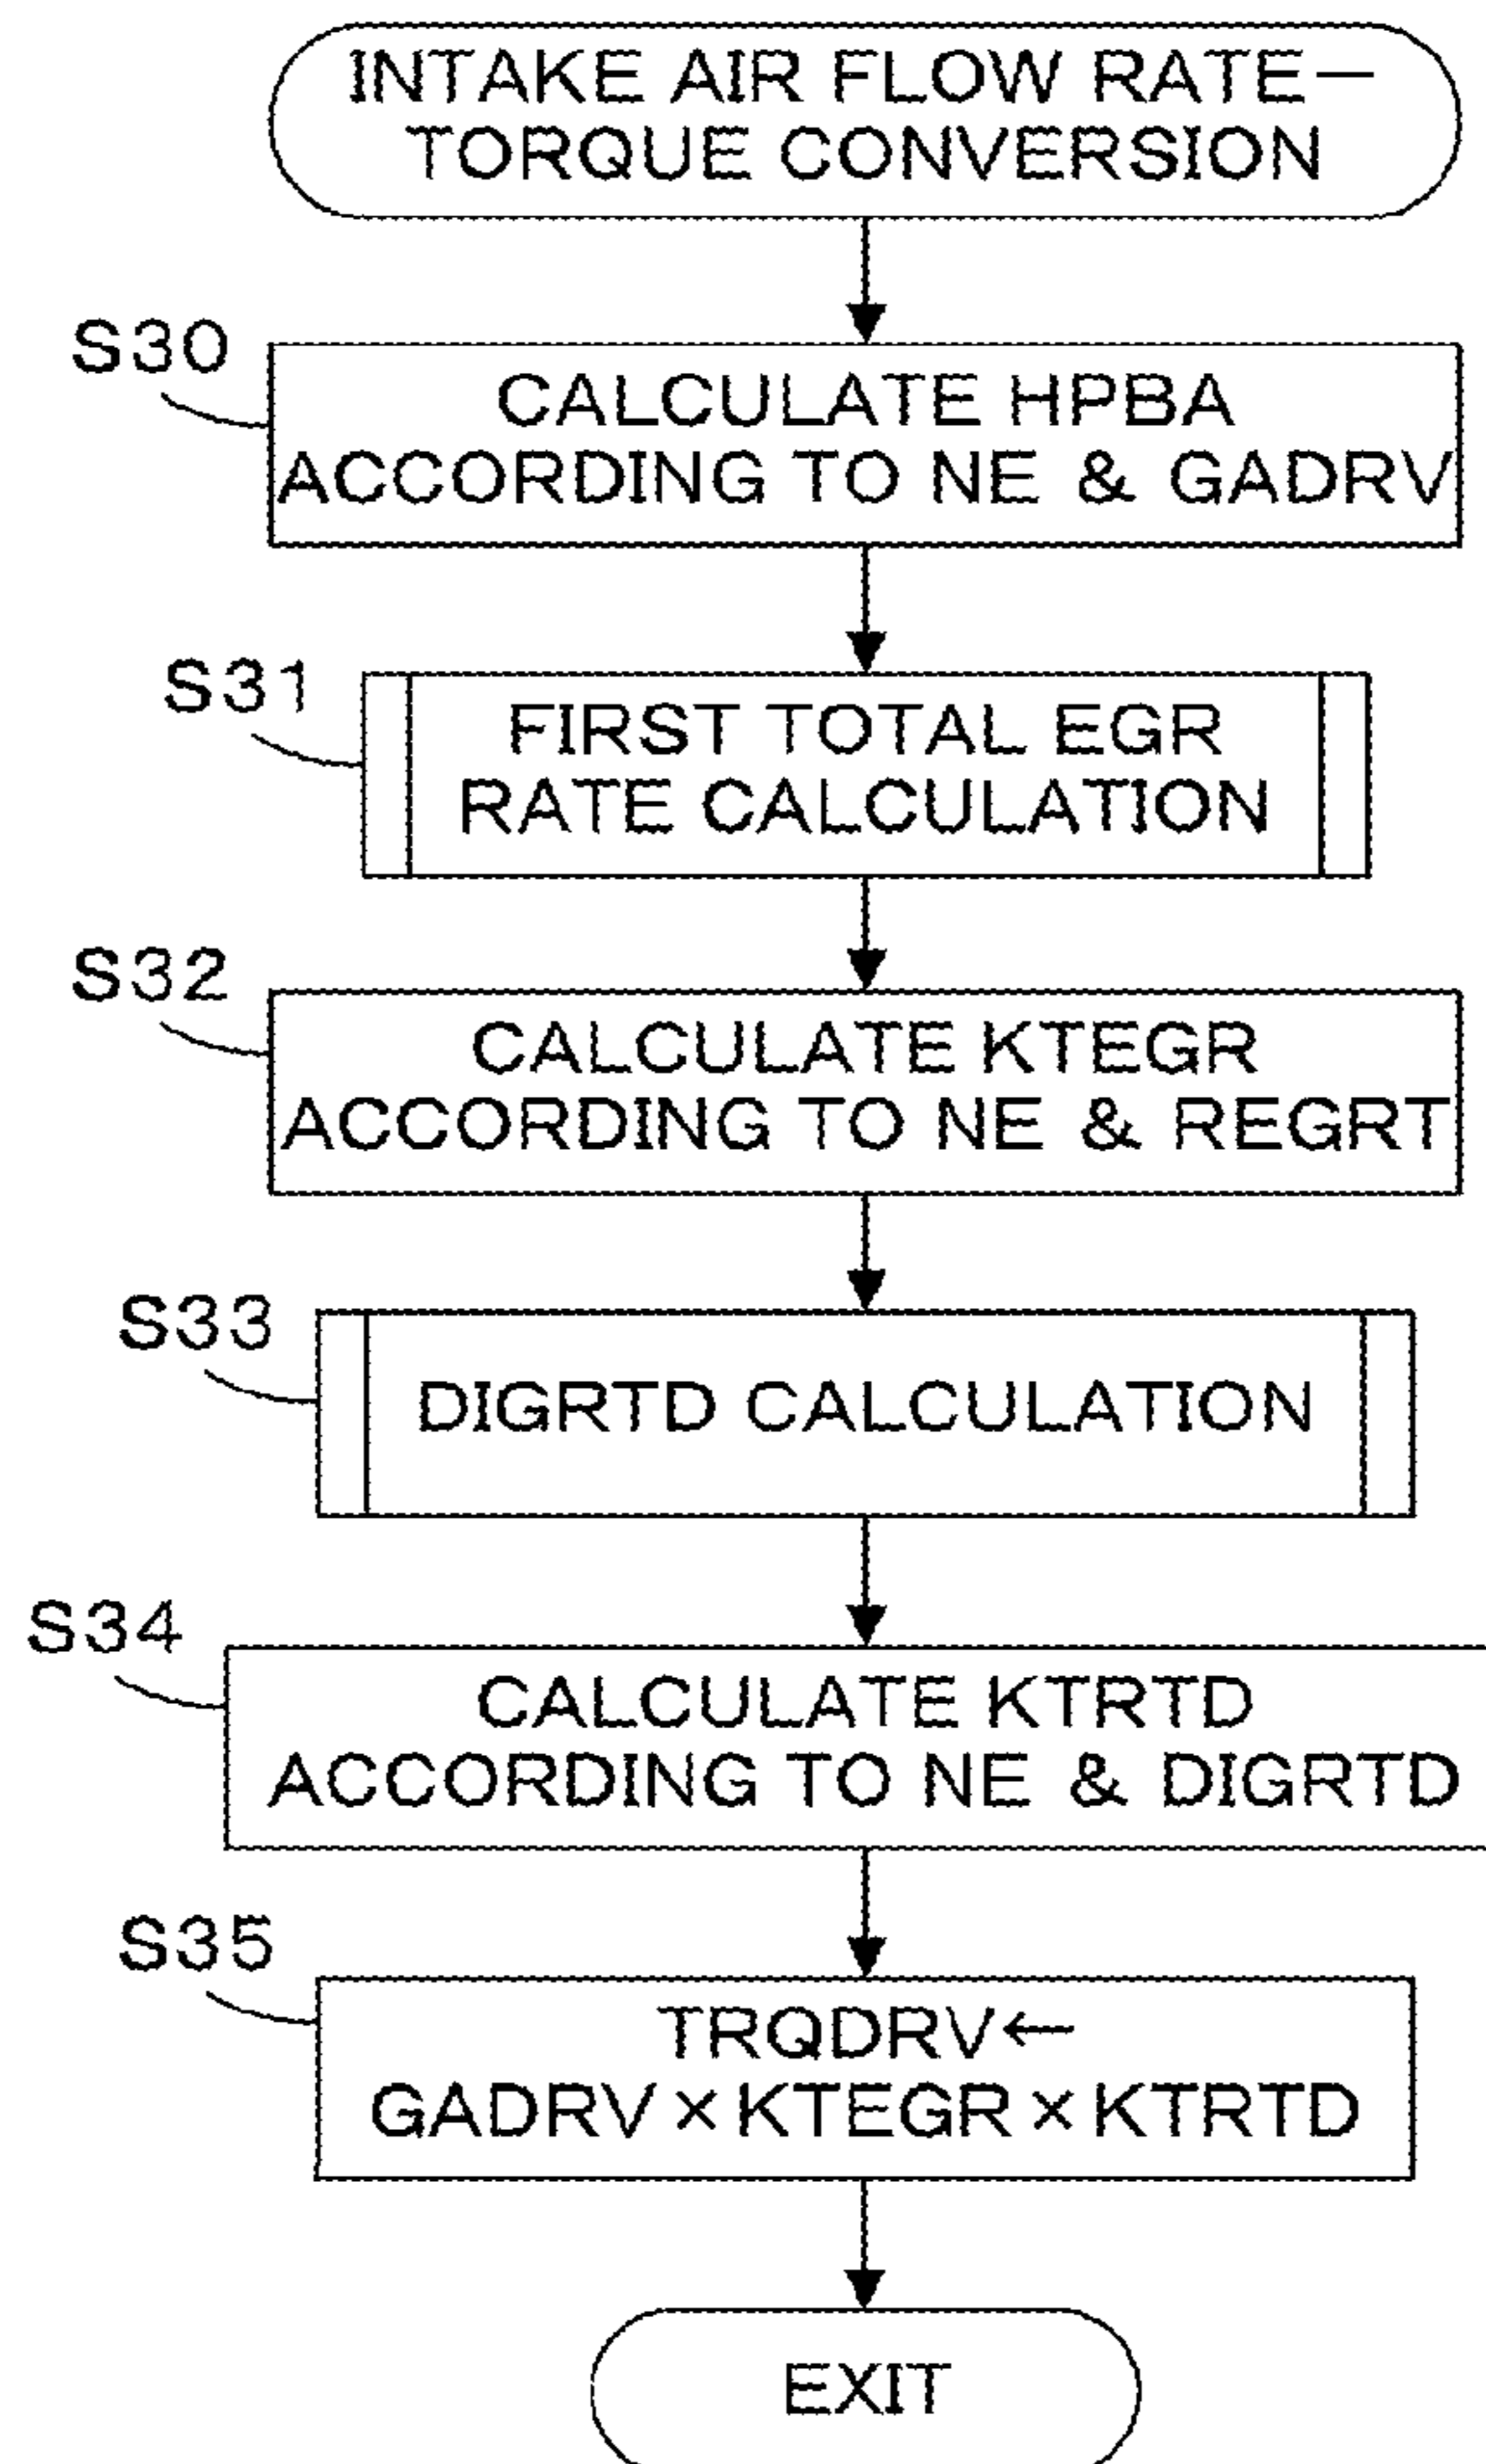 INTAKE AIR FLOW RATE—
TORQUE CONVERSION
S30
CALCULATE HPBA
ACCORDING TO NE & GADRV
S31
FIRST TOTAL EGR
RATE CALCULATION
S32
CALCULATE KTEGR
ACCORDING TO NE & REGRT
S33
DIGRTD CALCULATION
S34
CALCULATE KTRTD
ACCORDING TO NE & DIGRTD
S35
TRQDRV←
GADRV×KTEGR×KTRTD
EXIT